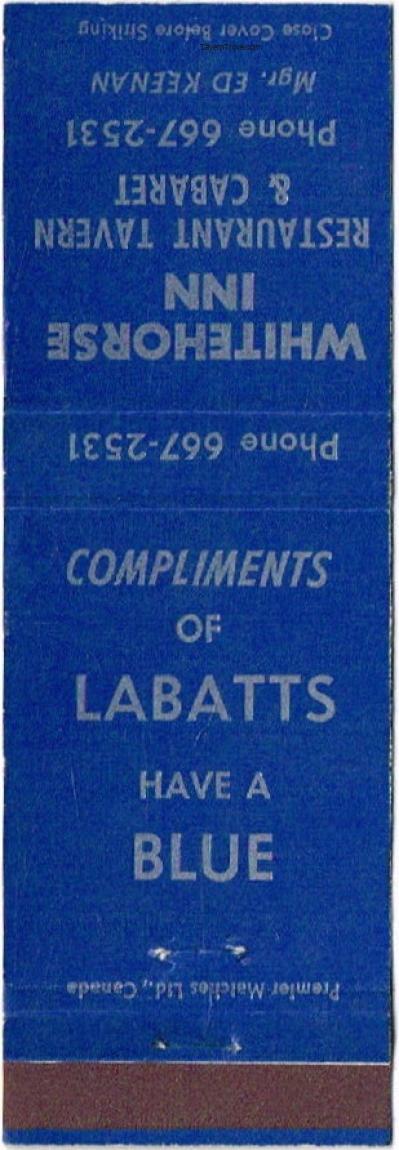 Close Cover Before Striking
Mgr. ED KEENAN
Phone 667-2531
& CABARET
RESTAURANT TAVERN
INN
WHITEHORSE
Phone 667-2531
COMPLIMENTS
OF
LABATTS
HAVE A
BLUE
Premier Matches Ltd., Canada